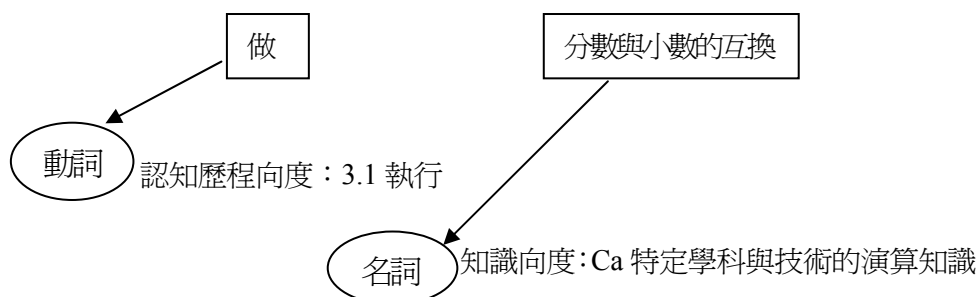 做
分數與小數的互換
動詞
認知歷程向度：3.1 執行
名詞
知識向度：Ca 特定學科與技術的演算知識